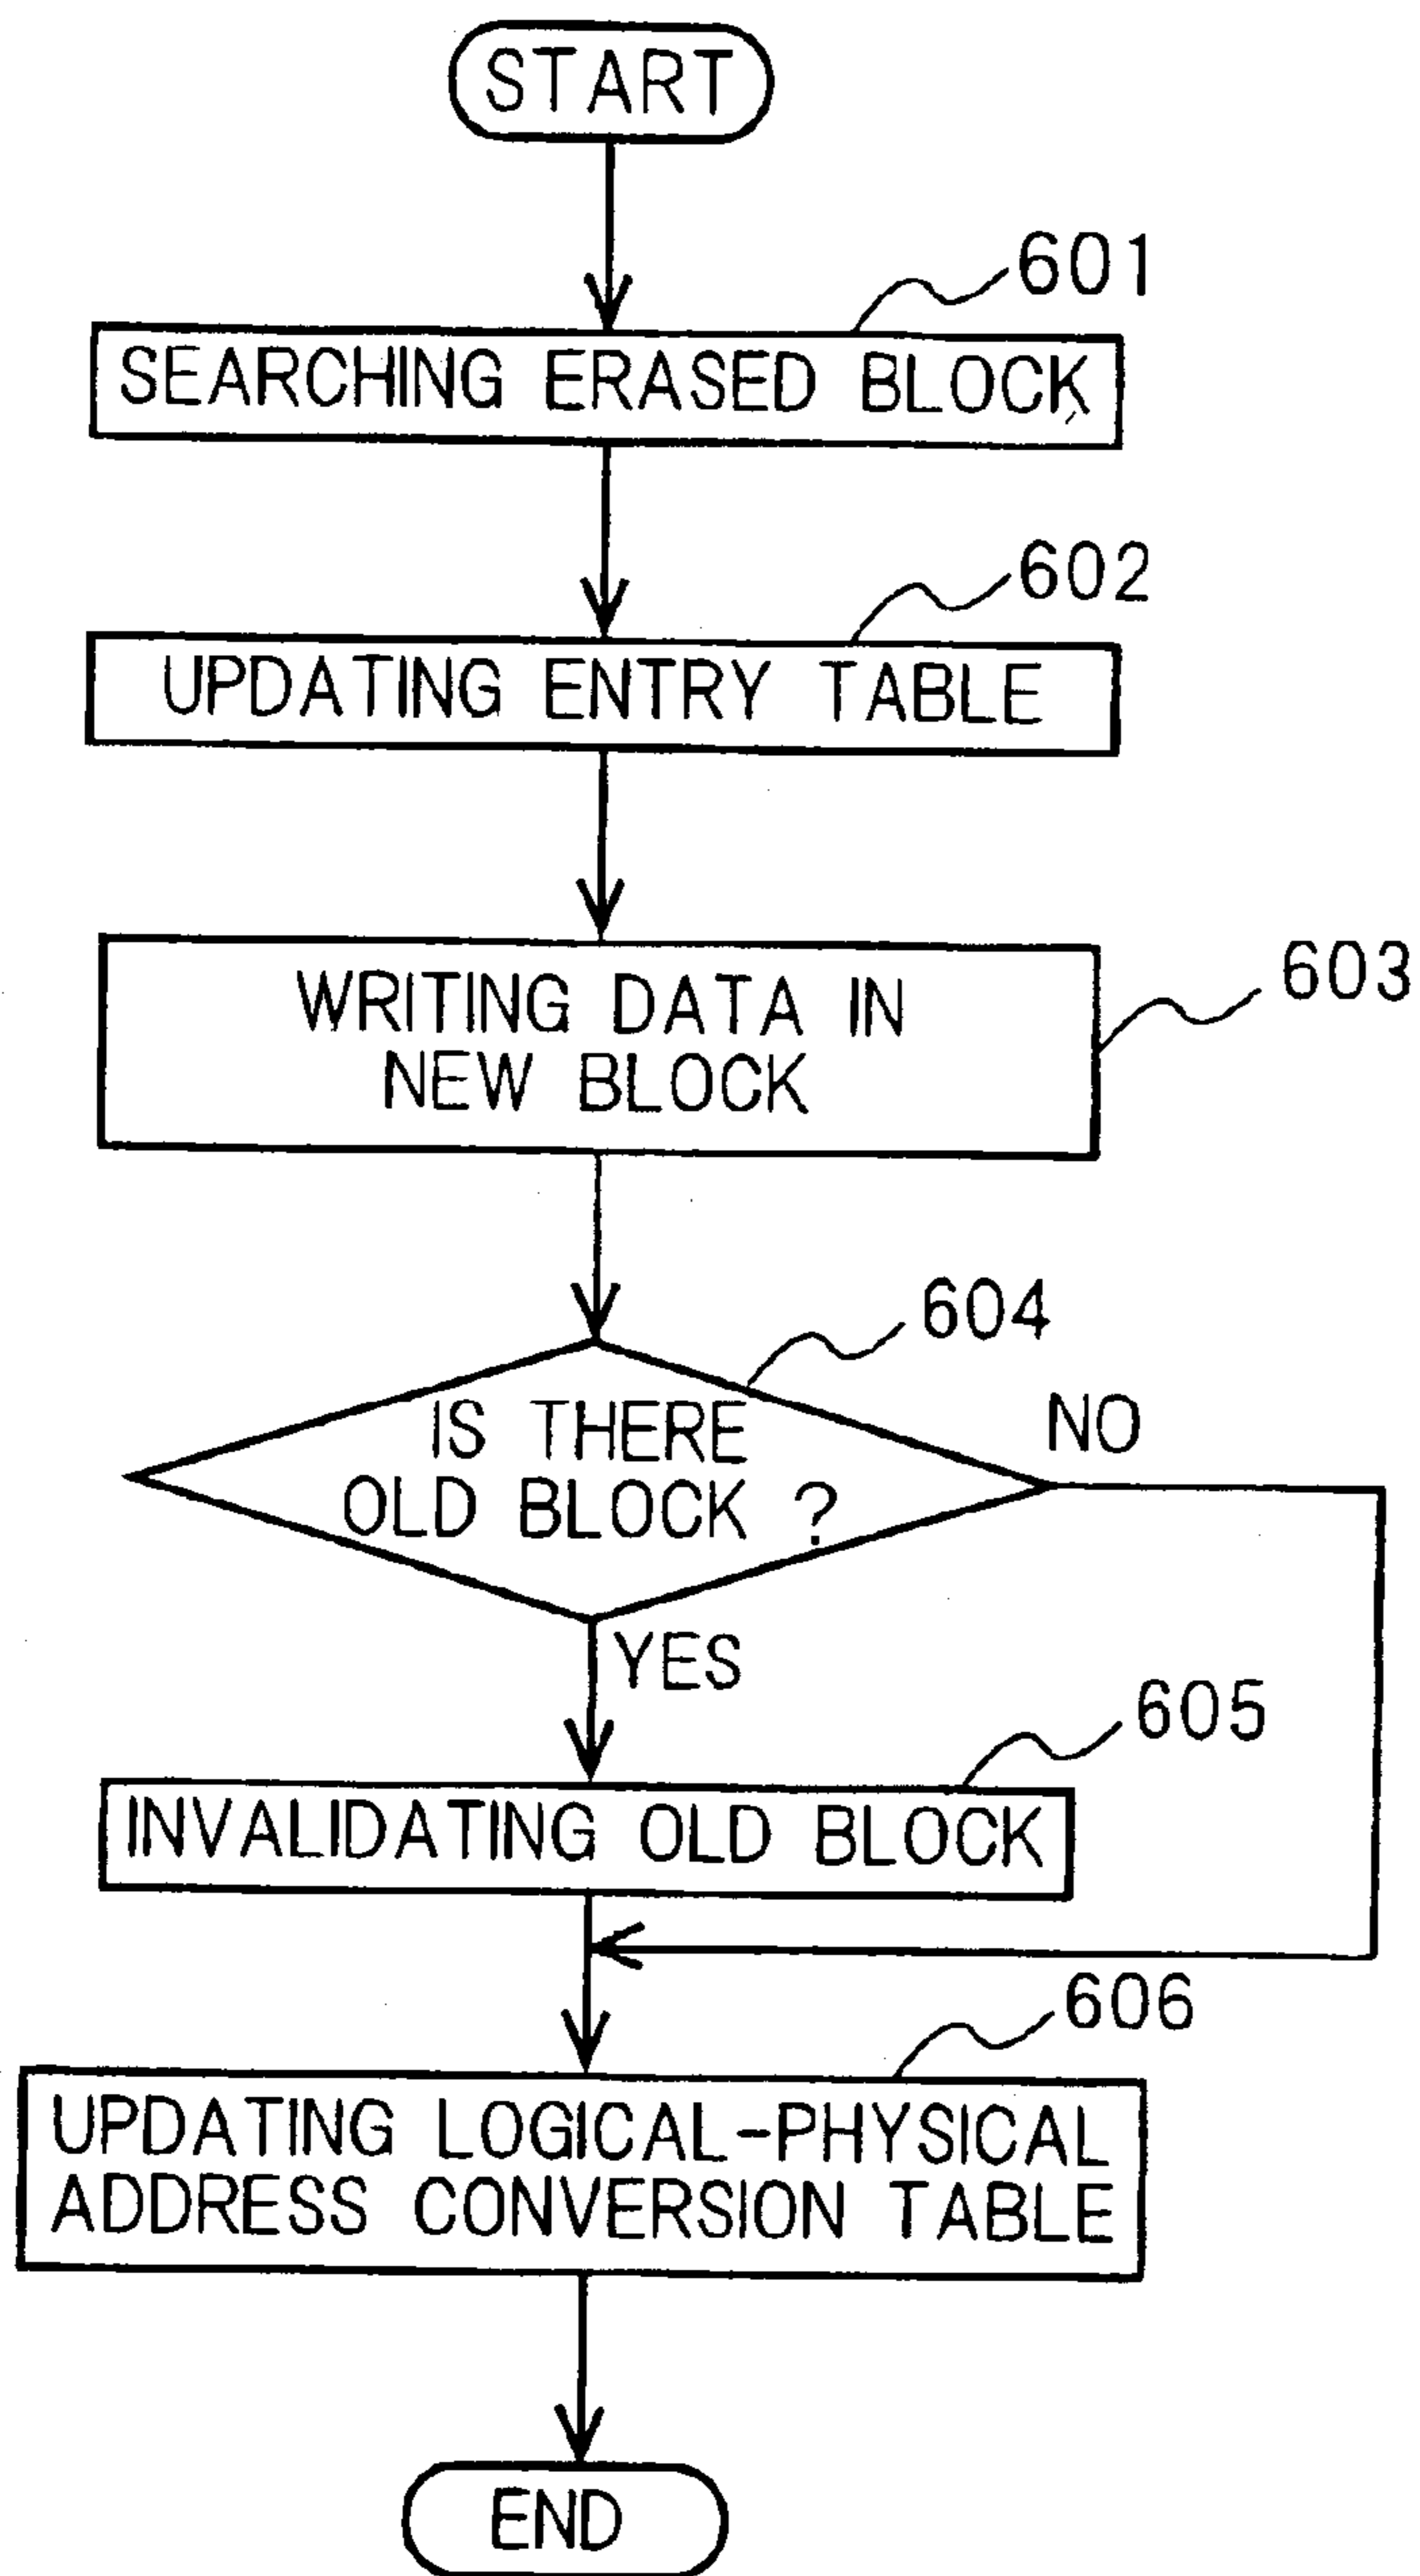 START
601
SEARCHING ERASED BLOCK
602
UPDATING ENTRY TABLE
603
WRITING DATA IN
NEW BLOCK
604
IS THERE
OLD BLOCK ?
NO
YES
605
INVALIDATING OLD BLOCK
606
UPDATING LOGICAL-PHYSICAL
ADDRESS CONVERSION TABLE
END